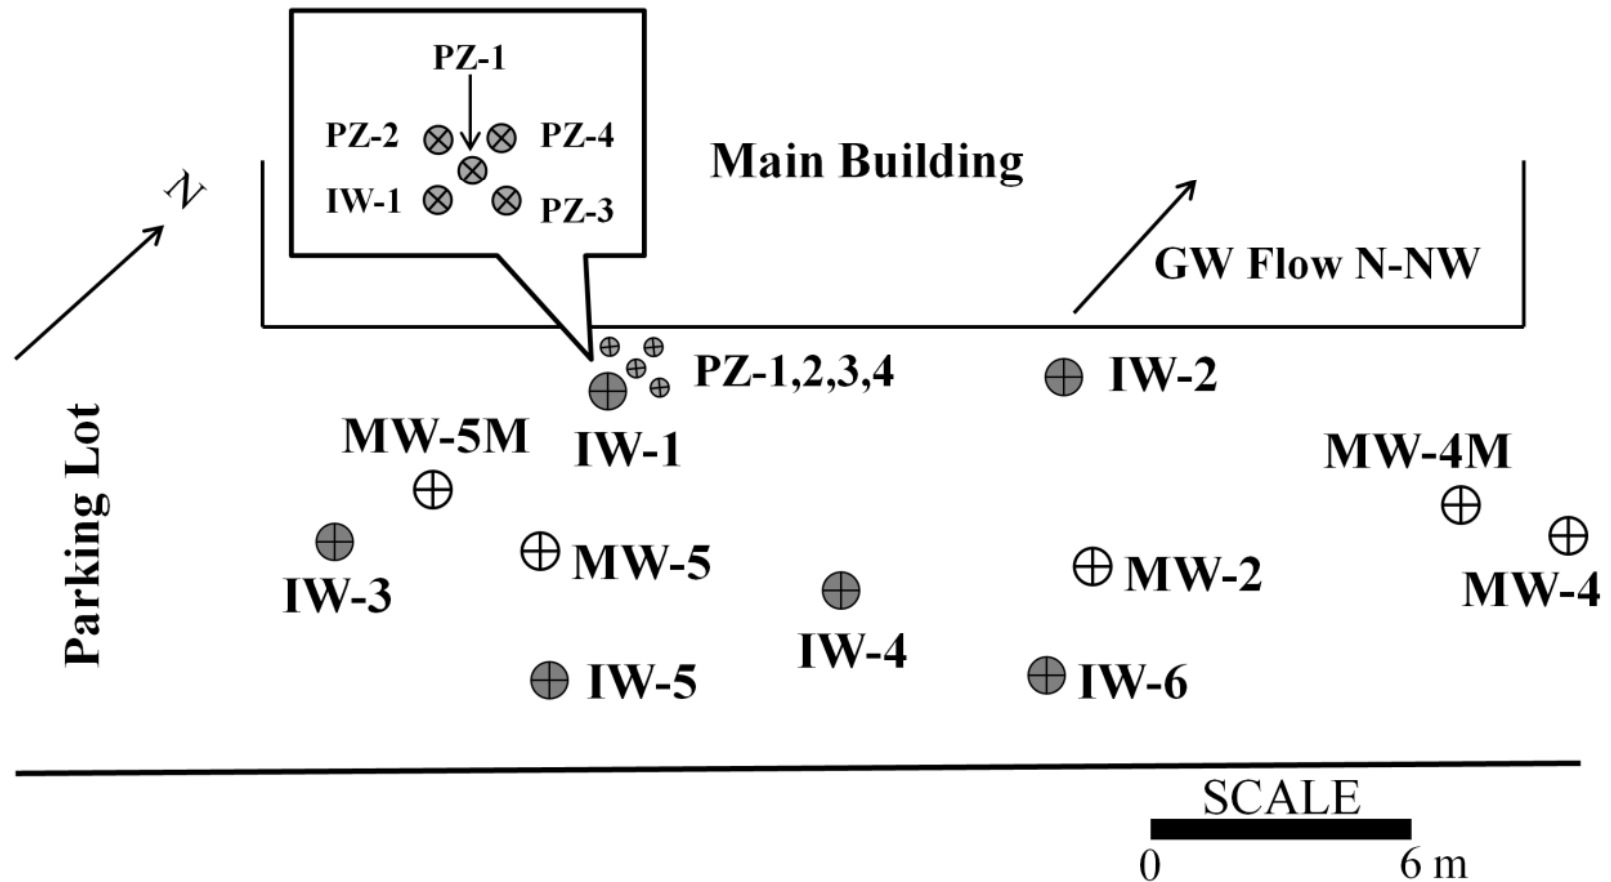 PZ-1
PZ-2
PZ-4
IW-1
PZ-3
Main Building
N
GW Flow N-NW
PZ-1,2,3,4
IW-2
MW-5M
IW-1
MW-4M
Parking Lot
MW-5
MW-2
IW-3
MW-4
IW-4
IW-5
IW-6
SCALE
0
6 m